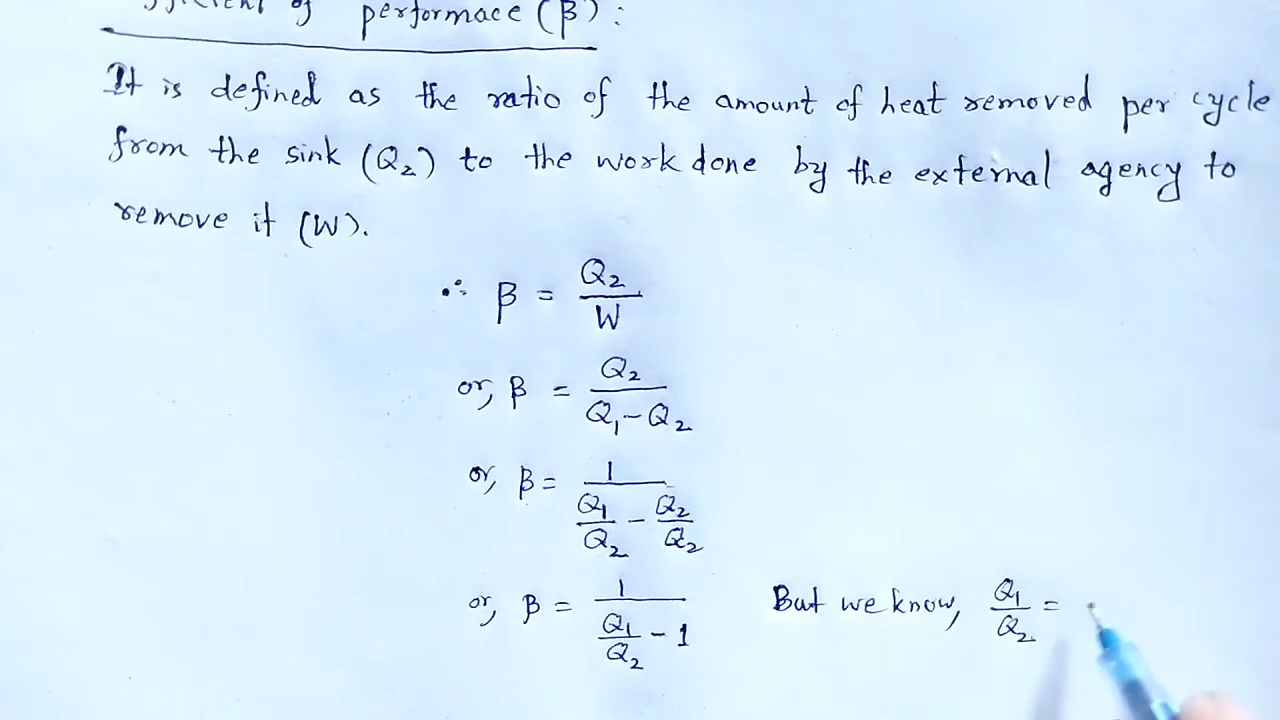 of performace (β) :
It is defined as the ratio of the amount of heat removed per cycle
from the sink (Q₂) to the work done by the external agency to
remove it (W).
∴ β = Q₂/W
or, β = Q₂/(Q₁-Q₂)
or, β = 1/(Q₁/Q₂ - Q₂/Q₂)
or, β = 1/(Q₁/Q₂ - 1) But we know, Q₁/Q₂ =